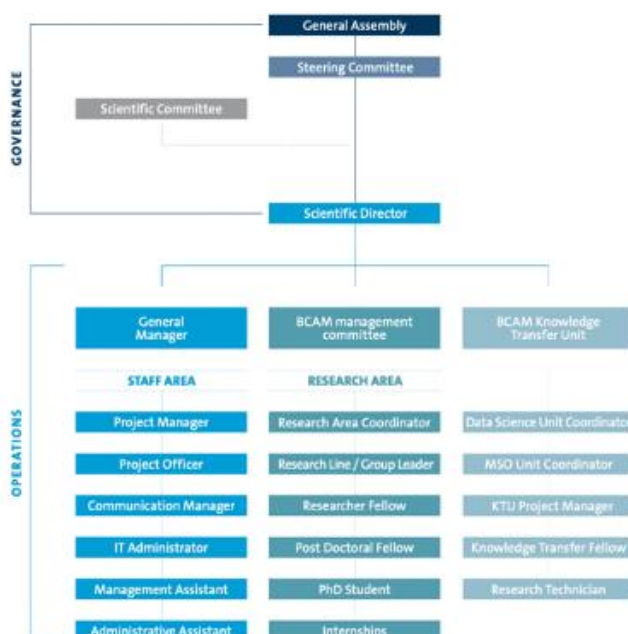 General Assembly
Steering Committee
Scientific Committee
GOVERNANCE
Scientific Director
General
Manager
BCAM management
committee
BCAM Knowledge
Transfer Unit
STAFF AREA
RESEARCH AREA
OPERATIONS
Project Manager
Research Area Coordinator
Data Science Unit Coordinator
Project Officer
Research Line / Group Leader
MSO Unit Coordinator
Communication Manager
Researcher Fellow
KTU Project Manager
IT Administrator
Post Doctoral Fellow
Knowledge Transfer Fellow
Management Assistant
PhD Student
Research Technician
Administrative Assistant
Internships